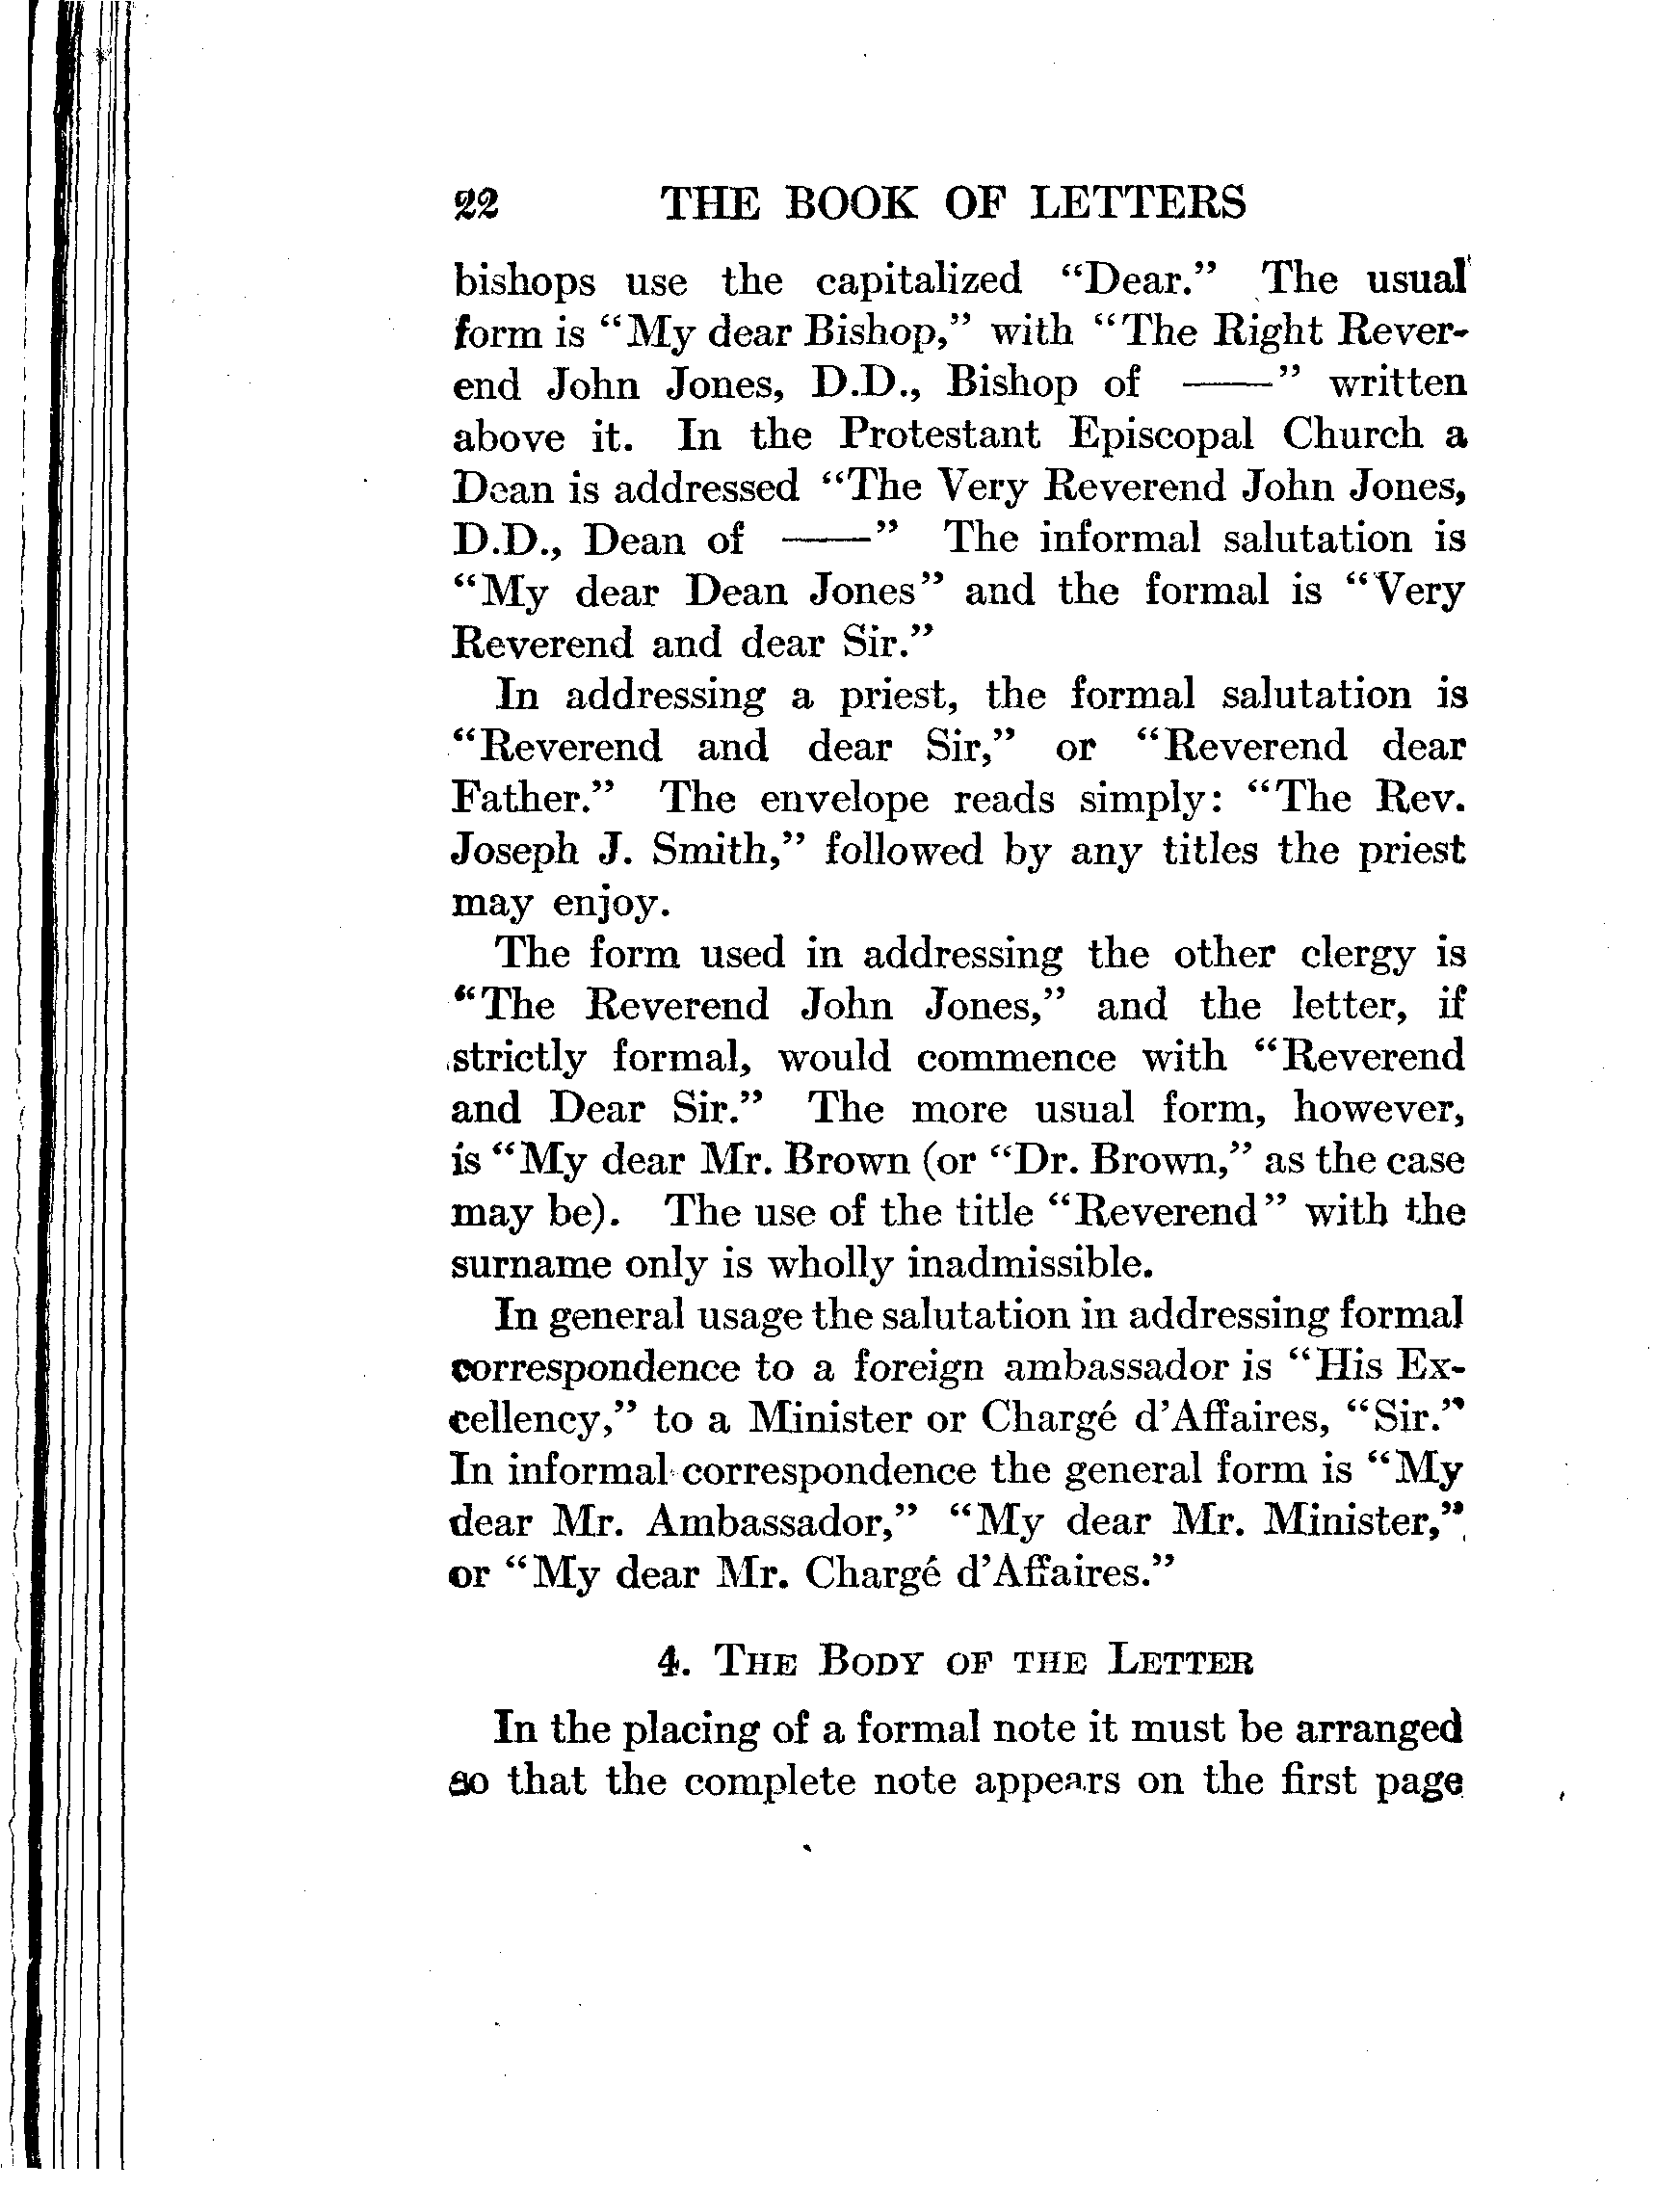 22 THE BOOK OF LETTERS
bishops use the capitalized “Dear.” The usual
form is “My dear Bishop,” with “The Right Rever-
end John Jones, D.D., Bishop of ——” written
above it. In the Protestant Episcopal Church a
Dean is addressed “The Very Reverend John Jones,
D.D., Dean of ——” The informal salutation is
“My dear Dean Jones” and the formal is “Very
Reverend and dear Sir.”
In addressing a priest, the formal salutation is
“Reverend and dear Sir,” or “Reverend dear
Father.” The envelope reads simply: “The Rev.
Joseph J. Smith,” followed by any titles the priest
may enjoy.
The form used in addressing the other clergy is
“The Reverend John Jones,” and the letter, if
strictly formal, would commence with “Reverend
and Dear Sir.” The more usual form, however,
is “My dear Mr. Brown (or “Dr. Brown,” as the case
may be). The use of the title “Reverend” with the
surname only is wholly inadmissible.
In general usage the salutation in addressing formal
correspondence to a foreign ambassador is “His Ex-
cellency,” to a Minister or Chargé d’Affaires, “Sir.”
In informal correspondence the general form is “My
dear Mr. Ambassador,” “My dear Mr. Minister,”
or “My dear Mr. Chargé d’Affaires.”
4. THE BODY OF THE LETTER
In the placing of a formal note it must be arranged
so that the complete note appears on the first page